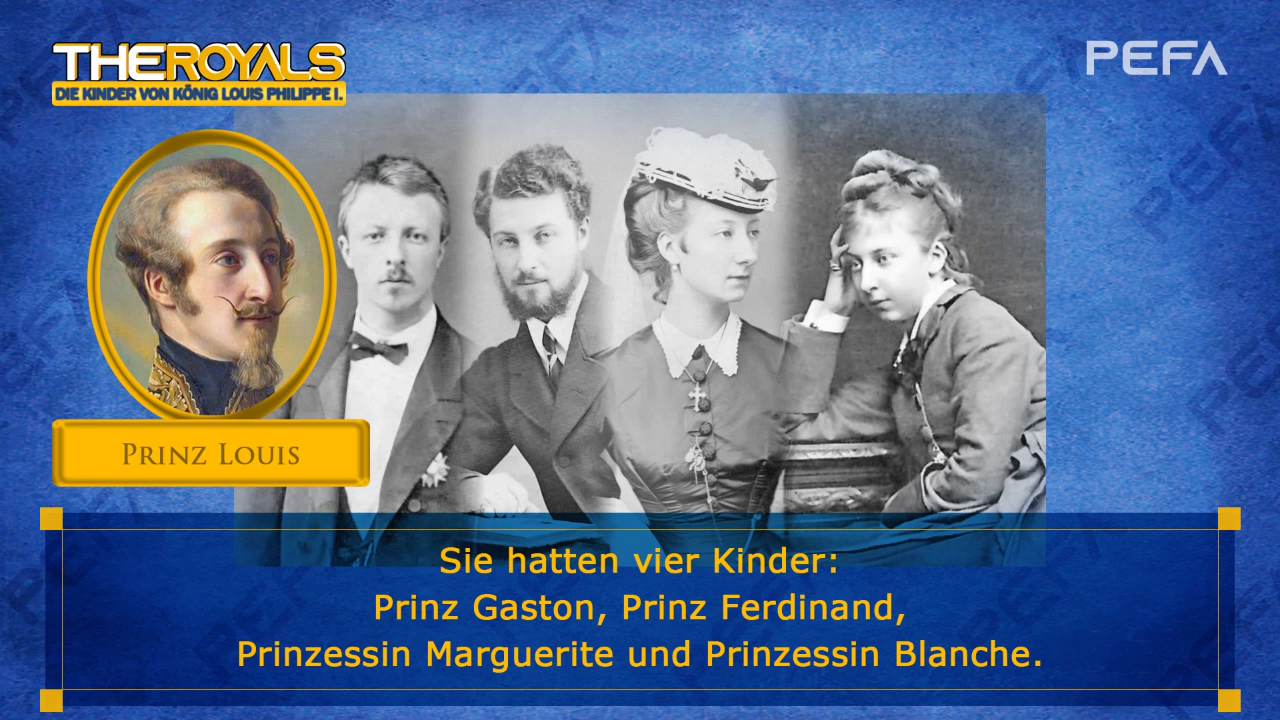 THEROYALS
DIE KINDER VON KÖNIG LOUIS PHILIPPE I.
PEFA
PRINZ LOUIS
Sie hatten vier Kinder:
Prinz Gaston, Prinz Ferdinand,
Prinzessin Marguerite und Prinzessin Blanche.